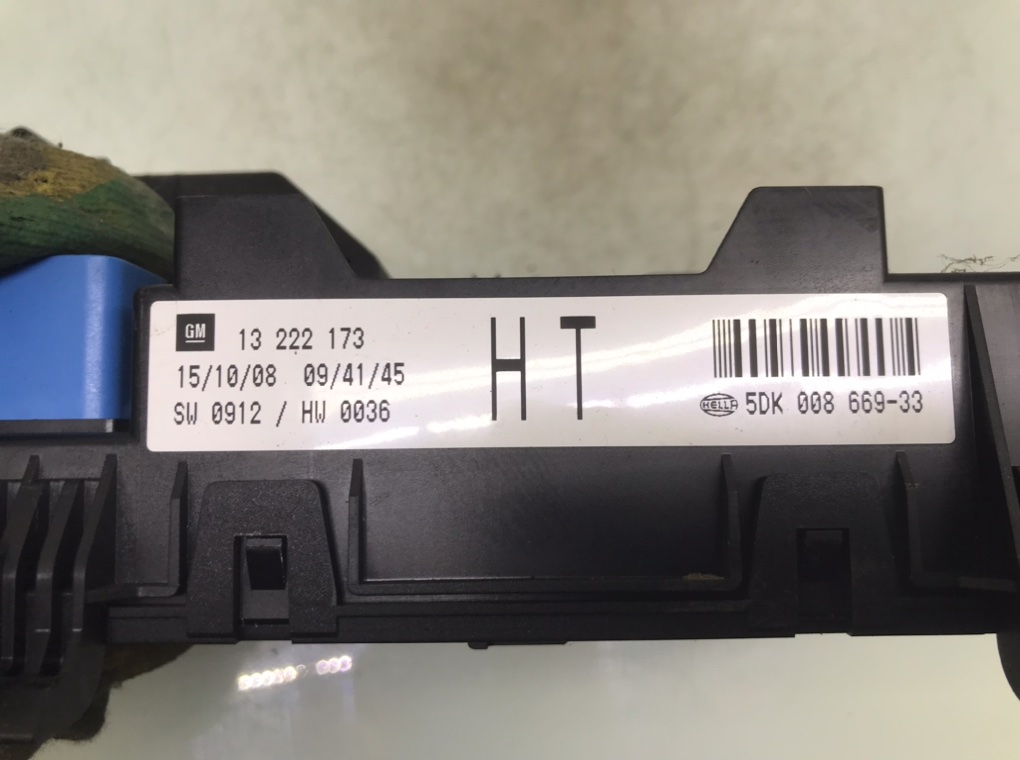 GM 13 222 173
15/10/08 09/41/45
SW 0912 / HW 0036
HT
HELLA 5DK 008 669-33